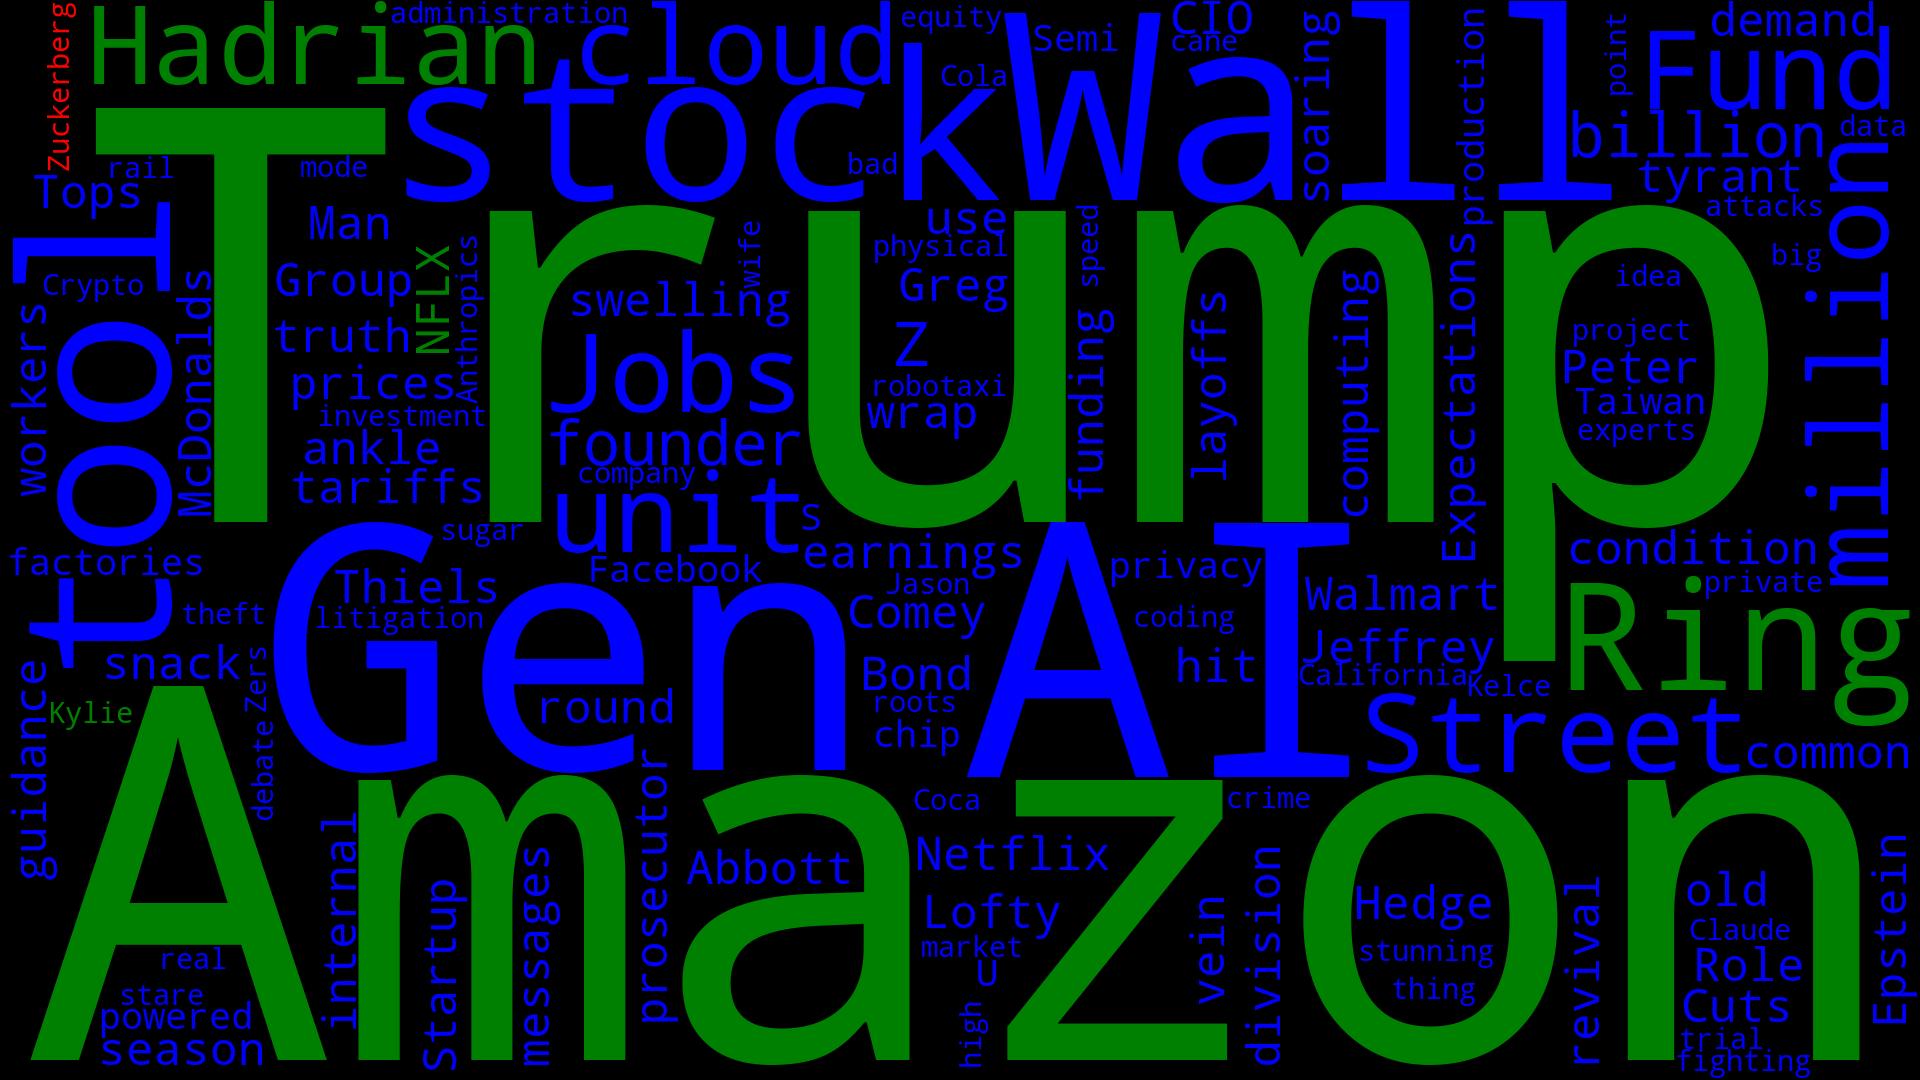 Zuckerberg
Hadrian
administration
cloud
equity
Semi
CIO
cane
Cola
soaring
production
point
demand
Fund
billion
data
stock
Wall
bad
rail
mode
Tops
tyrant
attacks
million
Trump
Man
use
physical
speed
wife
big
idea
Crypto
Group
NFLX
Anthropics
swelling
Greg
tool
McDonalds
workers
truth
Jobs
Z
funding
layoffs
computing
Expectations
project
Peter
Taiwan
experts
prices
investment
robotaxi
wrap
ankle
founder
company
tariffs
unit
S
sugar
earnings
factories
Facebook
privacy
condition
private
Thiels
litigation
Jason
Comey
coding
Walmart
theft
GenAI
Ring
Jeffrey
California
Kelce
snack
Zers
hit
Bond
roots
chip
round
Kylie
guidance
debate
Street
common
Amazon
prosecutor
Coca
crime
internal
Startup
messages
Abbott
Netflix
Lofty
market
U
high
vein
division
Hedge
stunning
thing
revival
old
Claude
Role
Cuts
trial
fighting
Epstein
real
stare
powered
season